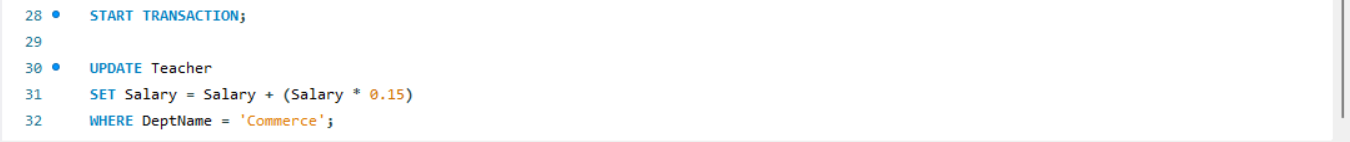 28 START TRANSACTION;
29
30 UPDATE Teacher
31 SET Salary = Salary + (Salary * 0.15)
32 WHERE DeptName = 'Commerce';